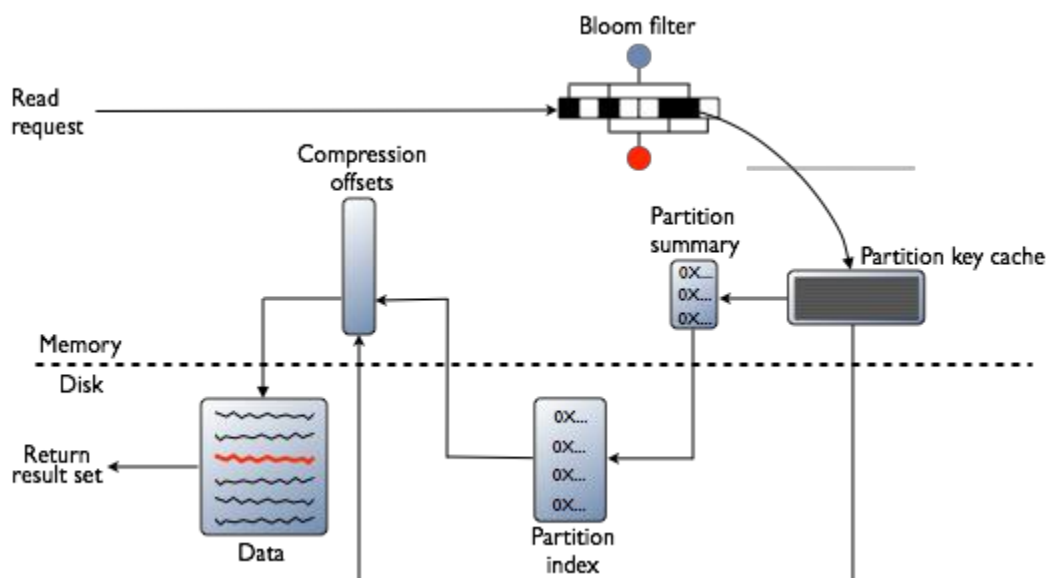 Bloom filter
Read
request
Compression
offsets
Partition
summary
Partition key cache
0X...
0X...
0X...
Memory
Disk
0X...
0X...
0X...
0X...
Return
result set
Data
Partition
index